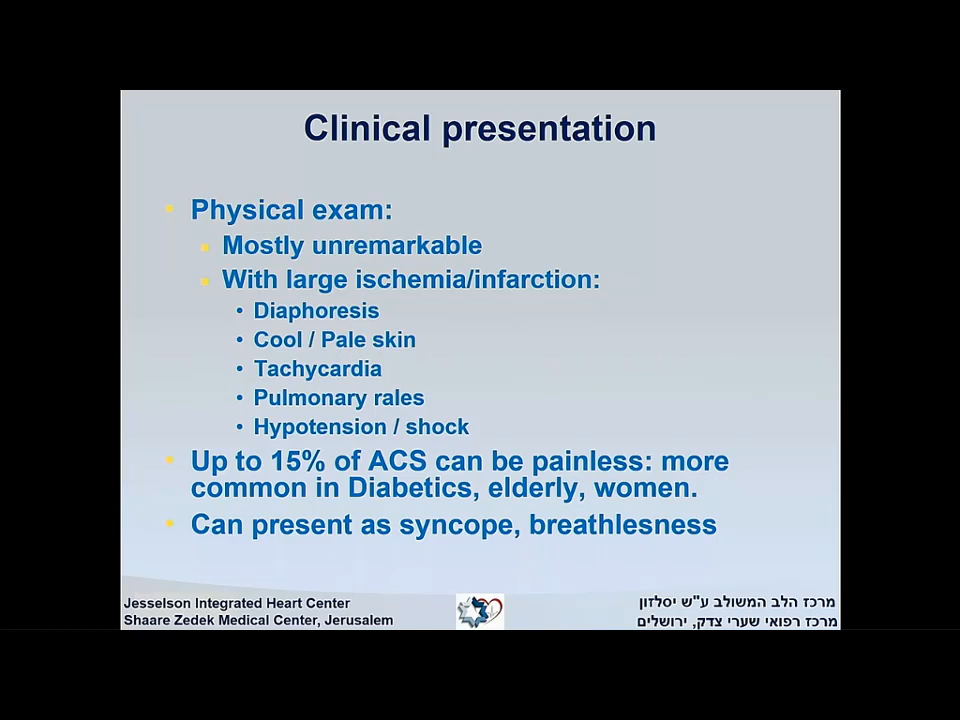 Clinical presentation
Physical exam:
Mostly unremarkable
With large ischemia/infarction:
• Diaphoresis
• Cool / Pale skin
• Tachycardia
• Pulmonary rales
• Hypotension / shock
Up to 15% of ACS can be painless: more
common in Diabetics, elderly, women.
Can present as syncope, breathlesness
Jesselson Integrated Heart Center
Shaare Zedek Medical Center, Jerusalem
מרכז הלב המשולב ע"ש יסלזון
מרכז רפואי שערי צדק, ירושלים